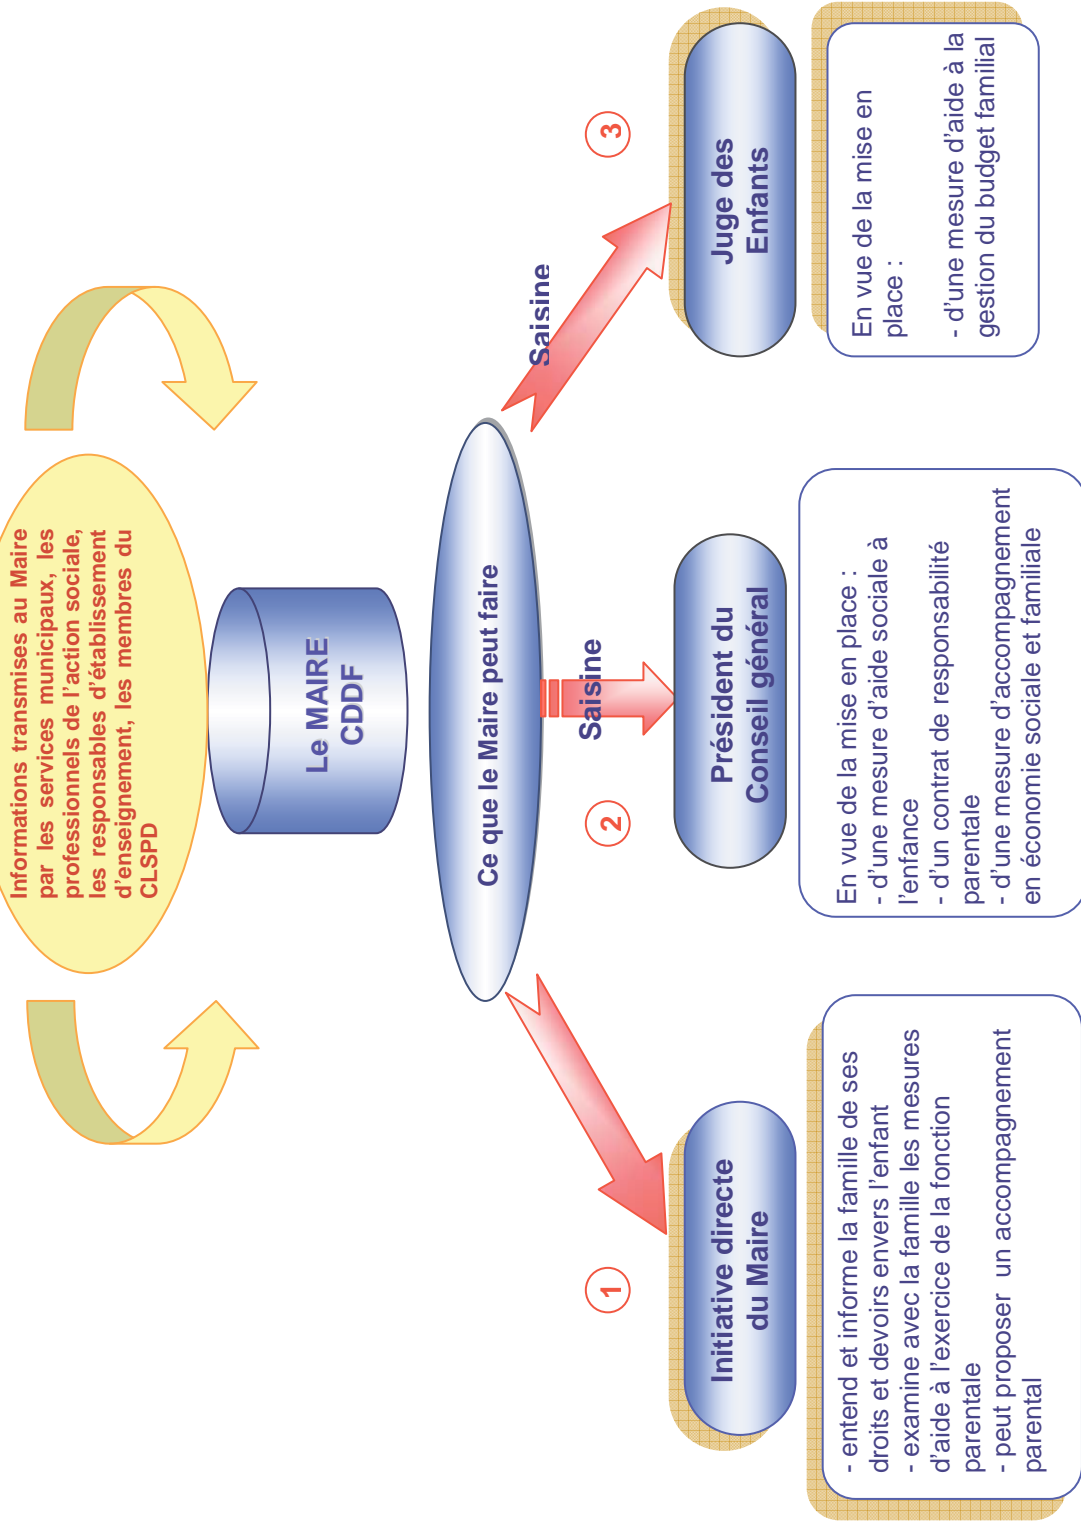 Informations transmises au Maire
par les services municipaux, les
professionnels de l'action sociale,
les responsables d'établissement
d'enseignement, les membres du
CLSPD
Le MAIRE
CDDF
Ce que le Maire peut faire
1
Initiative directe
du Maire
- entend et informe la famille de ses
droits et devoirs envers l'enfant
- examine avec la famille les mesures
d'aide à l'exercice de la fonction
parentale
- peut proposer un accompagnement
parental
2
Saisine
Président du
Conseil général
En vue de la mise en place :
- d'une mesure d'aide sociale à
l'enfance
- d'un contrat de responsabilité
parentale
- d'une mesure d'accompagnement
en économie sociale et familiale
Saisine
3
Juge des
Enfants
En vue de la mise en
place :
- d'une mesure d'aide à la
gestion du budget familial